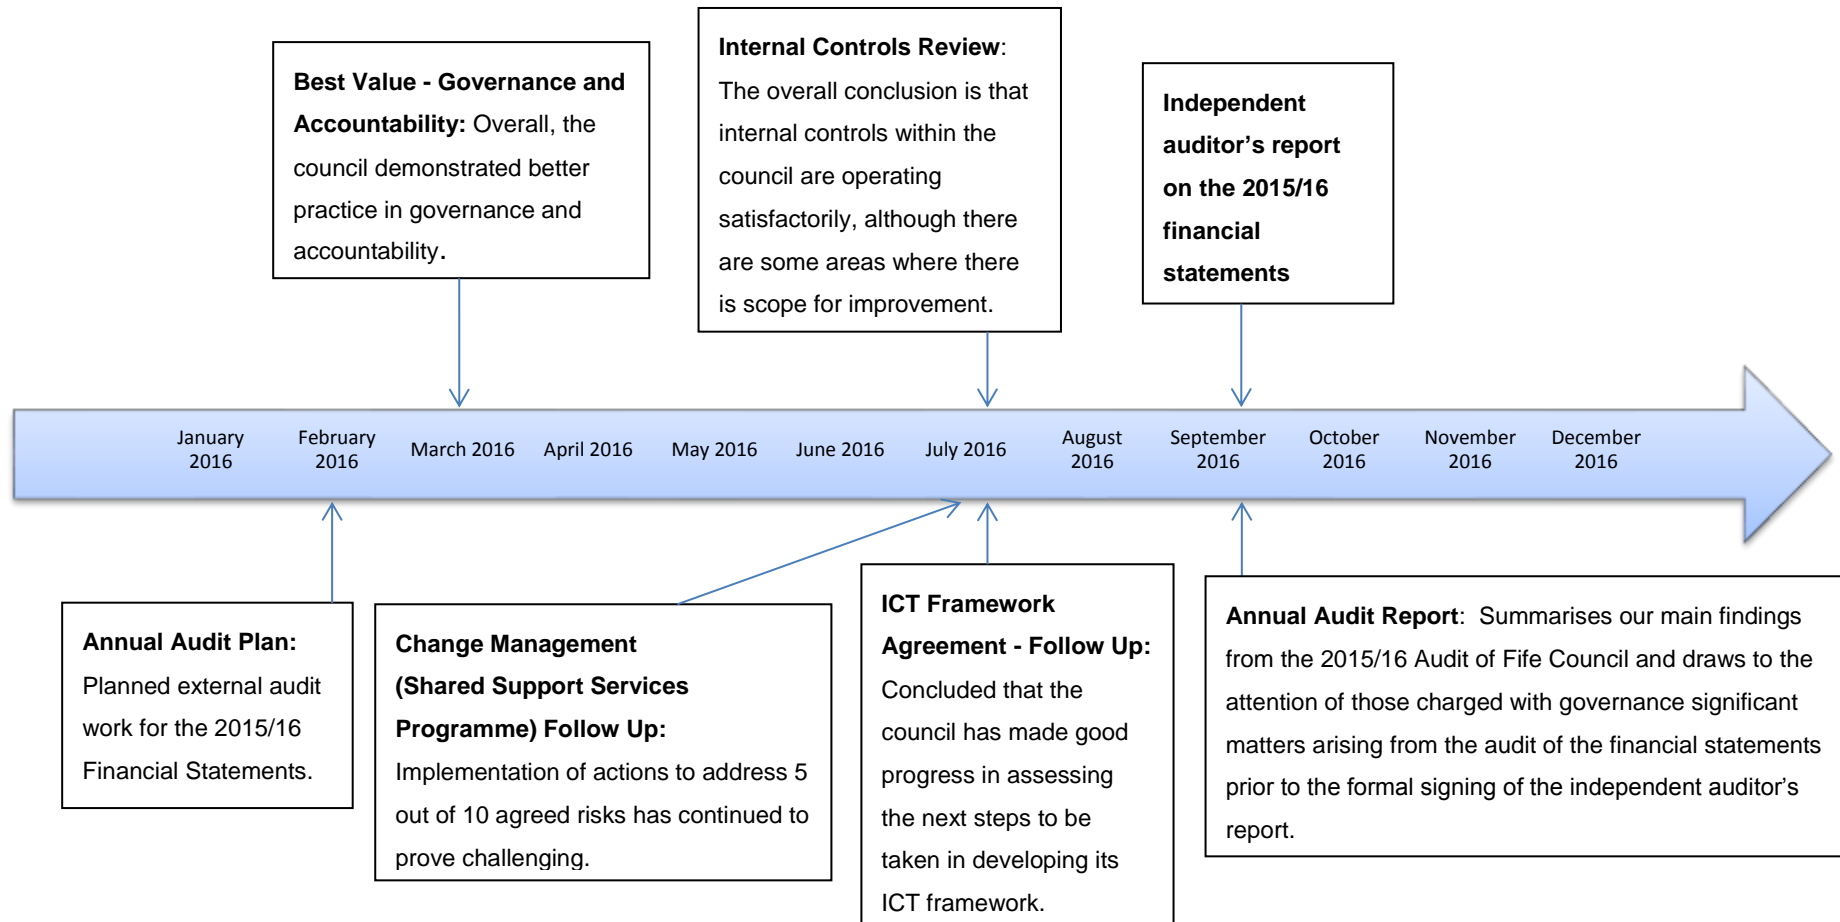 Best Value - Governance and
Accountability: Overall, the
council demonstrated better
practice in governance and
accountability.
Internal Controls Review:
The overall conclusion is that
internal controls within the
council are operating
satisfactorily, although there
are some areas where there
is scope for improvement.
Independent
auditor’s report
on the 2015/16
financial
statements
January
2016
February
2016
March 2016
April 2016
May 2016
June 2016
July 2016
August
2016
September
2016
October
2016
November
2016
December
2016
Annual Audit Plan:
Planned external audit
work for the 2015/16
Financial Statements.
Change Management
(Shared Support Services
Programme) Follow Up:
Implementation of actions to address 5
out of 10 agreed risks has continued to
prove challenging.
ICT Framework
Agreement - Follow Up:
Concluded that the
council has made good
progress in assessing
the next steps to be
taken in developing its
ICT framework.
Annual Audit Report: Summarises our main findings
from the 2015/16 Audit of Fife Council and draws to the
attention of those charged with governance significant
matters arising from the audit of the financial statements
prior to the formal signing of the independent auditor’s
report.